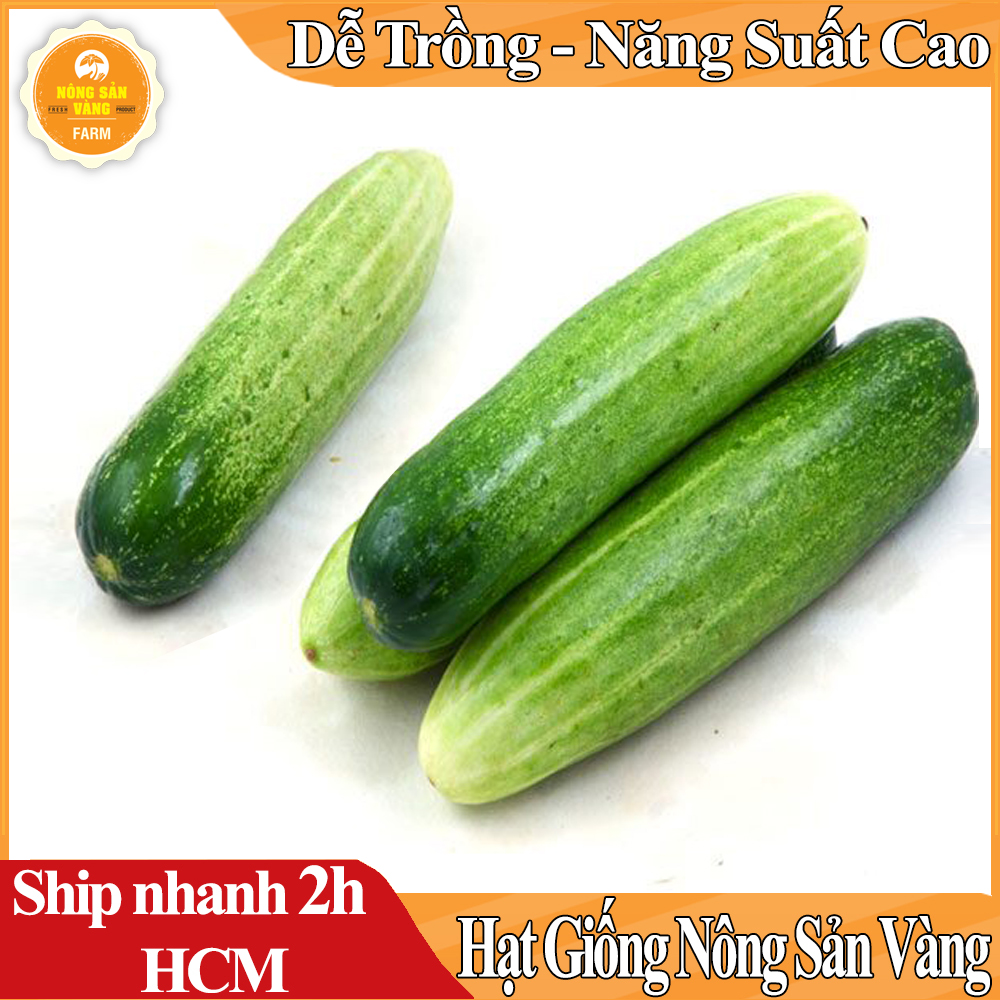 Dễ Trồng - Năng Suất Cao
NÔNG SẢN
VÀNG
FRESH PRODUCT
FARM
Ship nhanh 2h
HCM
Hạt Giống Nông Sản Vàng